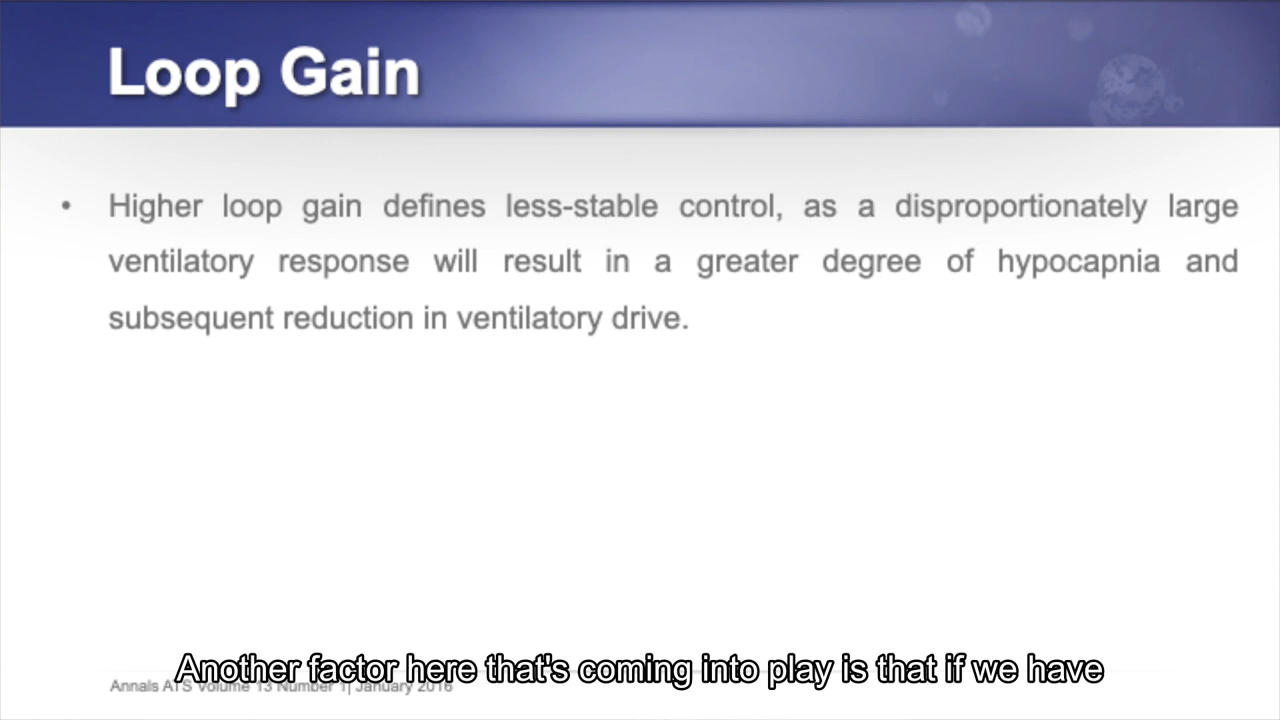 Loop Gain
• Higher loop gain defines less-stable control, as a disproportionately large
ventilatory response will result in a greater degree of hypocapnia and
subsequent reduction in ventilatory drive.
Another factor here that's coming into play is that if we have
Annals ATS Volume 13 Number 1| January 2016